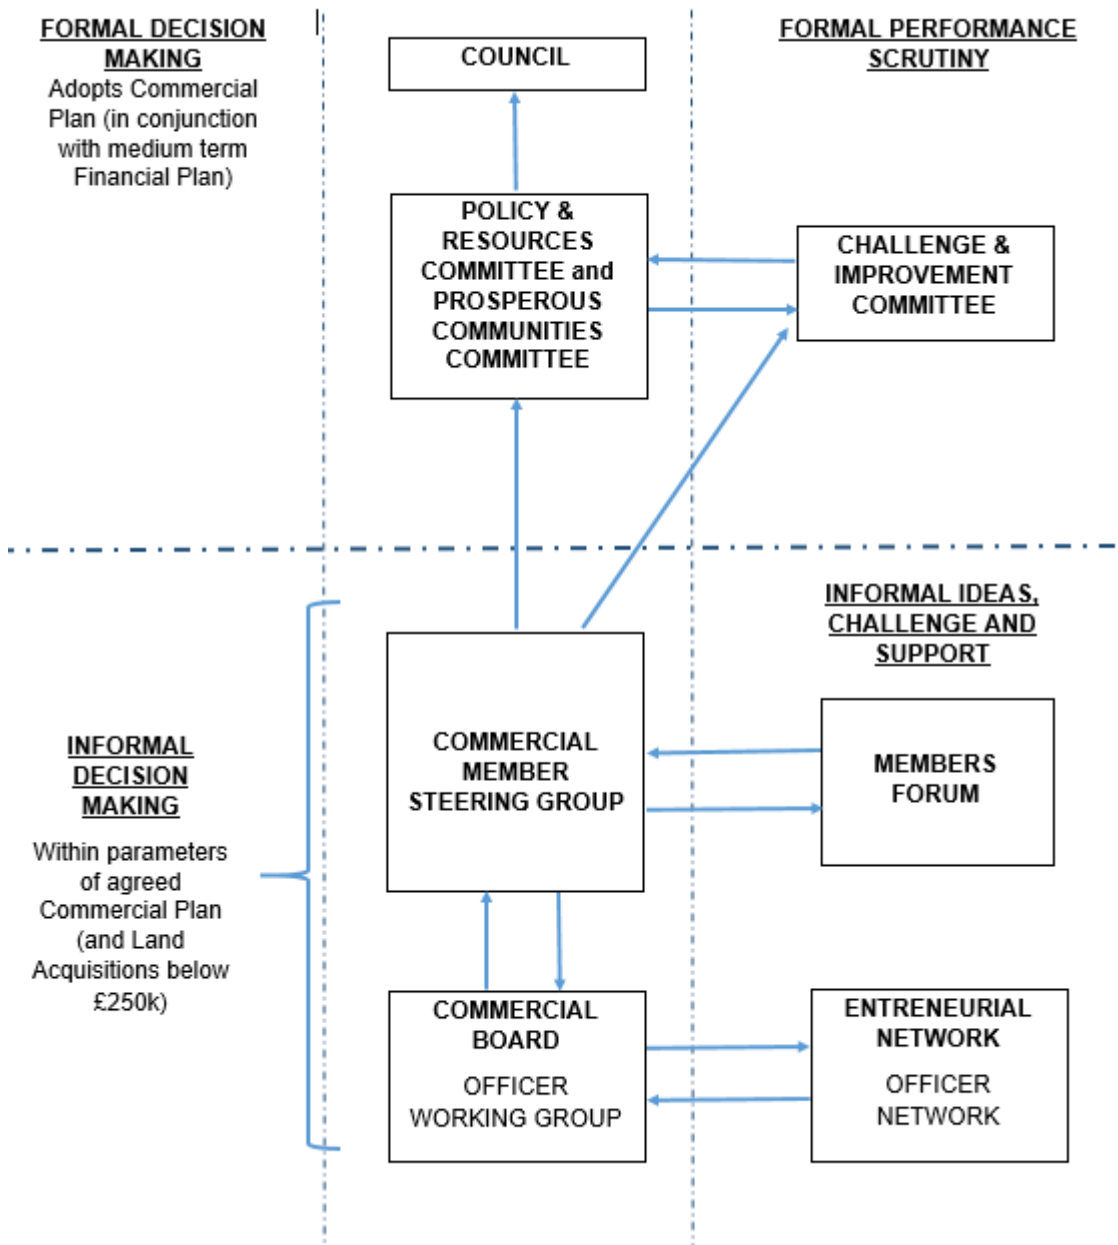 FORMAL DECISION
MAKING
Adopts Commercial
Plan (in conjunction
with medium term
Financial Plan)
COUNCIL
FORMAL PERFORMANCE
SCRUTINY
POLICY &
RESOURCES
COMMITTEE and
PROSPEROUS
COMMUNITIES
COMMITTEE
CHALLENGE &
IMPROVEMENT
COMMITTEE
INFORMAL
DECISION
MAKING
Within parameters
of agreed
Commercial Plan
(and Land
Acquisitions below
£250k)
COMMERCIAL
MEMBER
STEERING GROUP
INFORMAL IDEAS,
CHALLENGE AND
SUPPORT
MEMBERS
FORUM
COMMERCIAL
BOARD
OFFICER
WORKING GROUP
ENTRENEURIAL
NETWORK
OFFICER
NETWORK